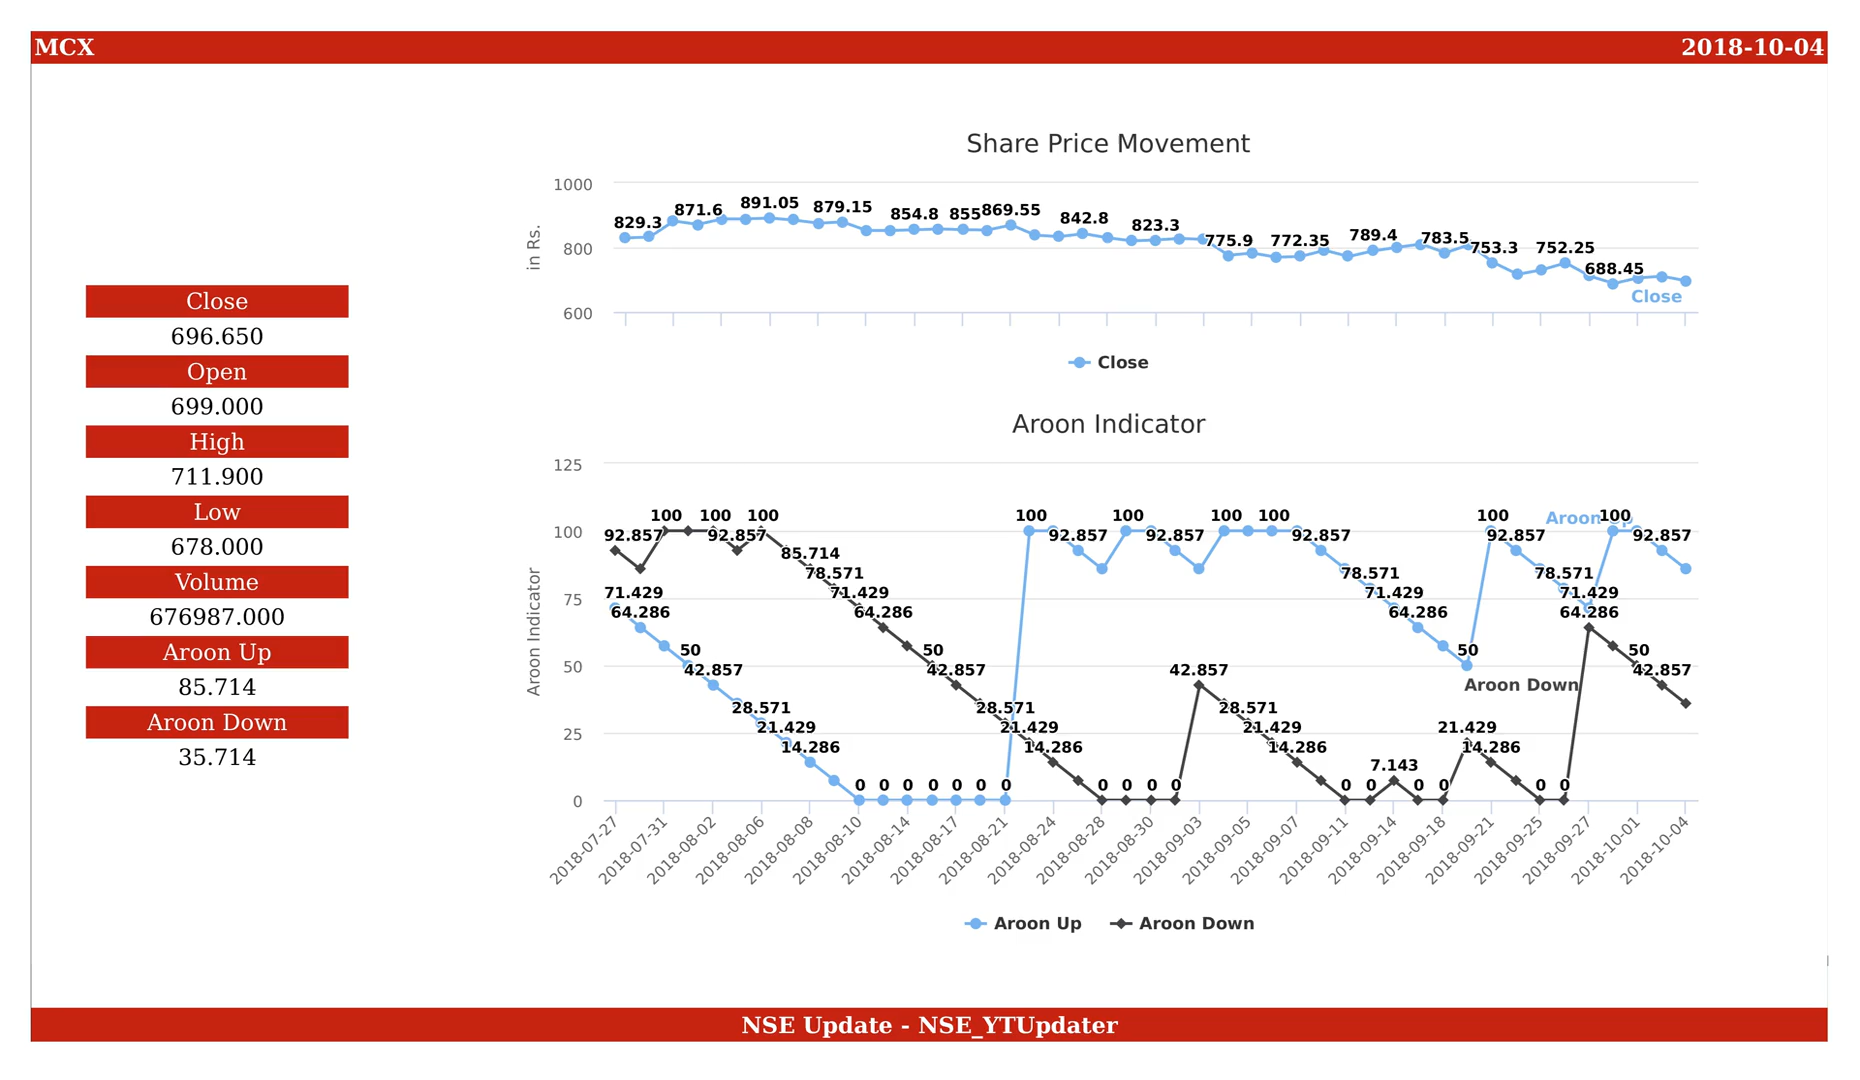 MCX 2018-10-04
Share Price Movement
1000
800
600
in Rs.
829.3 871.6 891.05 879.15 854.8 855 869.55 842.8 823.3 775.9 772.35 789.4 783.5 753.3 752.25 688.45
Close
Close
Close
696.650
Open
699.000
High
711.900
Low
678.000
Volume
676987.000
Aroon Up
85.714
Aroon Down
35.714
Aroon Indicator
125
100
75
50
25
0
Aroon Indicator
100 100 100 100 100 100 100 100 Aroon Up 100
92.857 92.857 92.857 92.857 92.857 92.857 92.857
85.714
78.571 78.571 78.571
71.429 71.429 71.429 71.429
64.286 64.286 64.286 64.286
50 50 50 50
42.857 42.857 42.857 42.857
Aroon Down
28.571 28.571 28.571
21.429 21.429 21.429 21.429
14.286 14.286 14.286 14.286
7.143
0 0 0 0 0 0 0 0 0 0 0 0 0 0 0 0 0
2018-07-27 2018-07-31 2018-08-02 2018-08-06 2018-08-08 2018-08-10 2018-08-14 2018-08-17 2018-08-21 2018-08-24 2018-08-28 2018-08-30 2018-09-03 2018-09-05 2018-09-07 2018-09-11 2018-09-14 2018-09-18 2018-09-21 2018-09-25 2018-09-27 2018-10-01 2018-10-04
Aroon Up Aroon Down
NSE Update - NSE_YTUpdater